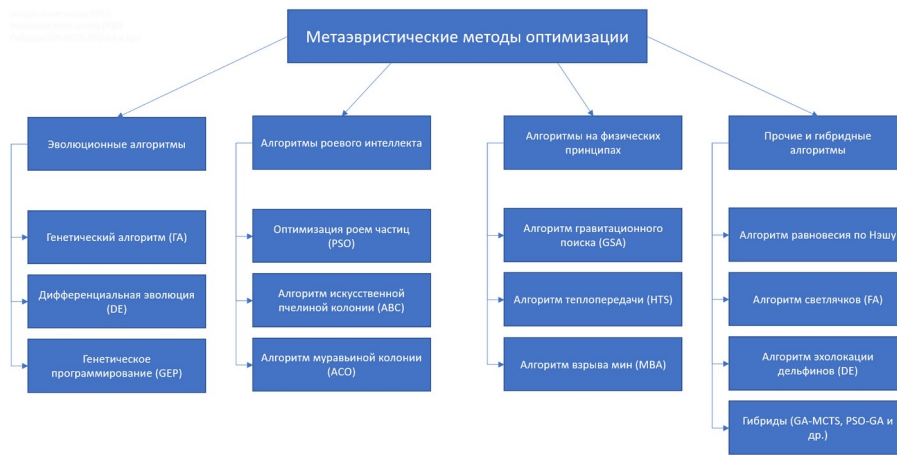 Метаэвристические методы оптимизации
Эволюционные алгоритмы
Генетический алгоритм (ГА)
Дифференциальная эволюция
(DE)
Генетическое
программирование (GEP)
Алгоритмы роевого интеллекта
Оптимизация роем частиц
(PSO)
Алгоритм искусственной
пчелиной колонии (ABC)
Алгоритм муравьиной колонии
(ACO)
Алгоритмы на физических
принципах
Алгоритм гравитационного
поиска (GSA)
Алгоритм теплопередачи (HTS)
Алгоритм взрыва мин (MBA)
Прочие и гибридные
алгоритмы
Алгоритм равновесия по Нэшу
Алгоритм светлячков (FA)
Алгоритм эхолокации
дельфинов (DE)
Гибриды (GA-MCTS, PSO-GA и
др.)